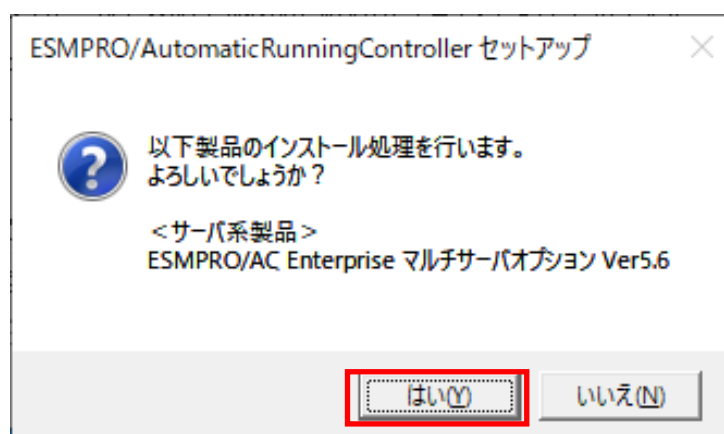 ESMPRO/AutomaticRunningController セットアップ
以下製品のインストール処理を行います。
よろしいでしょうか？
＜サーバ系製品＞
ESMPRO/AC Enterprise マルチサーバオプション Ver5.6
はい(Y)
いいえ(N)